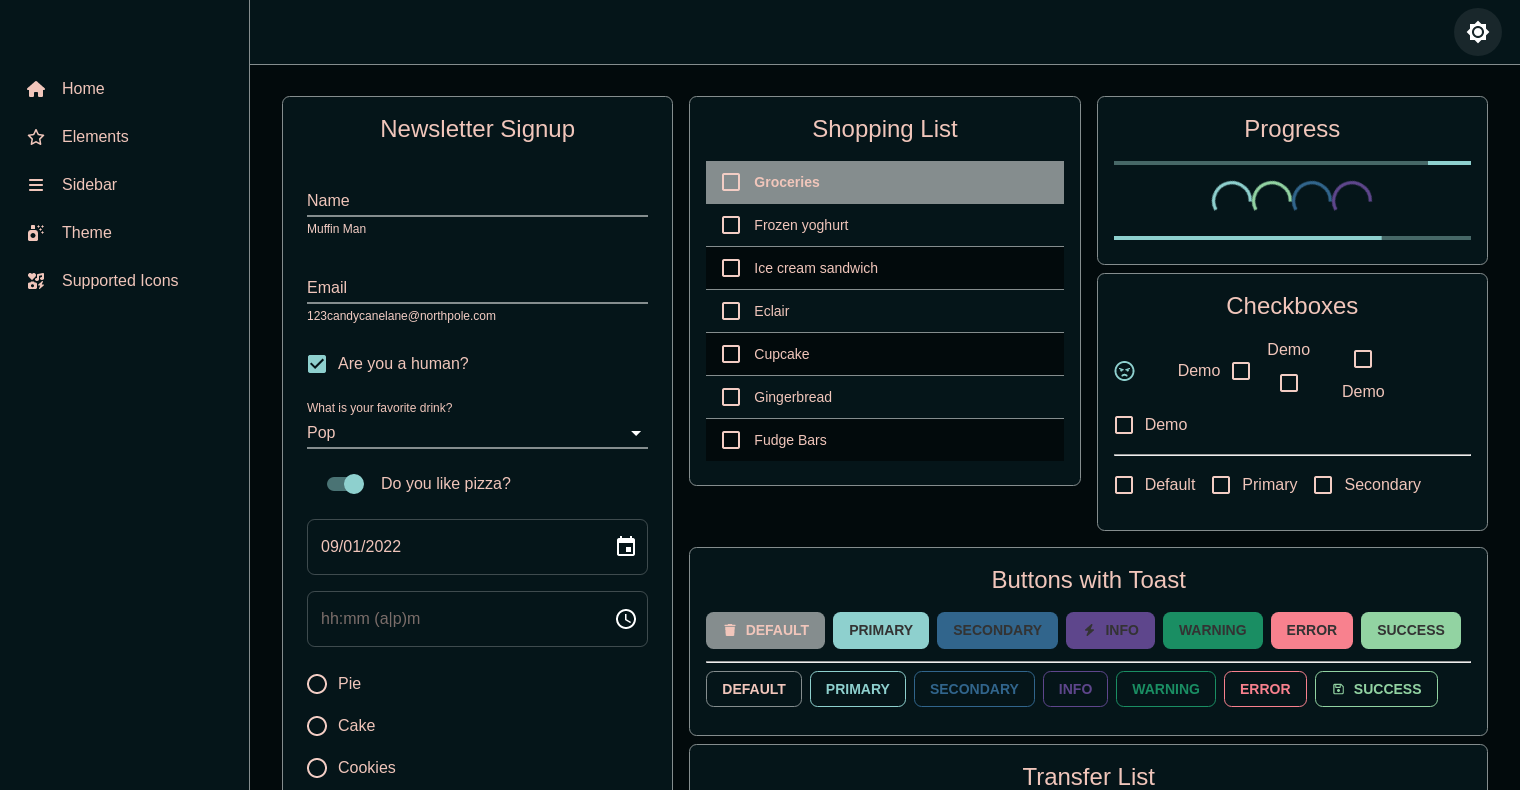 Home
Elements
Sidebar
Theme
Supported Icons
Newsletter Signup
Name
Muffin Man
Email
123candycanelane@northpole.com
Are you a human?
What is your favorite drink?
Pop
Do you like pizza?
09/01/2022
hh:mm (a|p)m
Pie
Cake
Cookies
Shopping List
Groceries
Frozen yoghurt
Ice cream sandwich
Eclair
Cupcake
Gingerbread
Fudge Bars
Progress
Checkboxes
Demo
Demo
Demo
Demo
Default Primary Secondary
Buttons with Toast
DEFAULT PRIMARY SECONDARY INFO WARNING ERROR SUCCESS
DEFAULT PRIMARY SECONDARY INFO WARNING ERROR SUCCESS
Transfer List